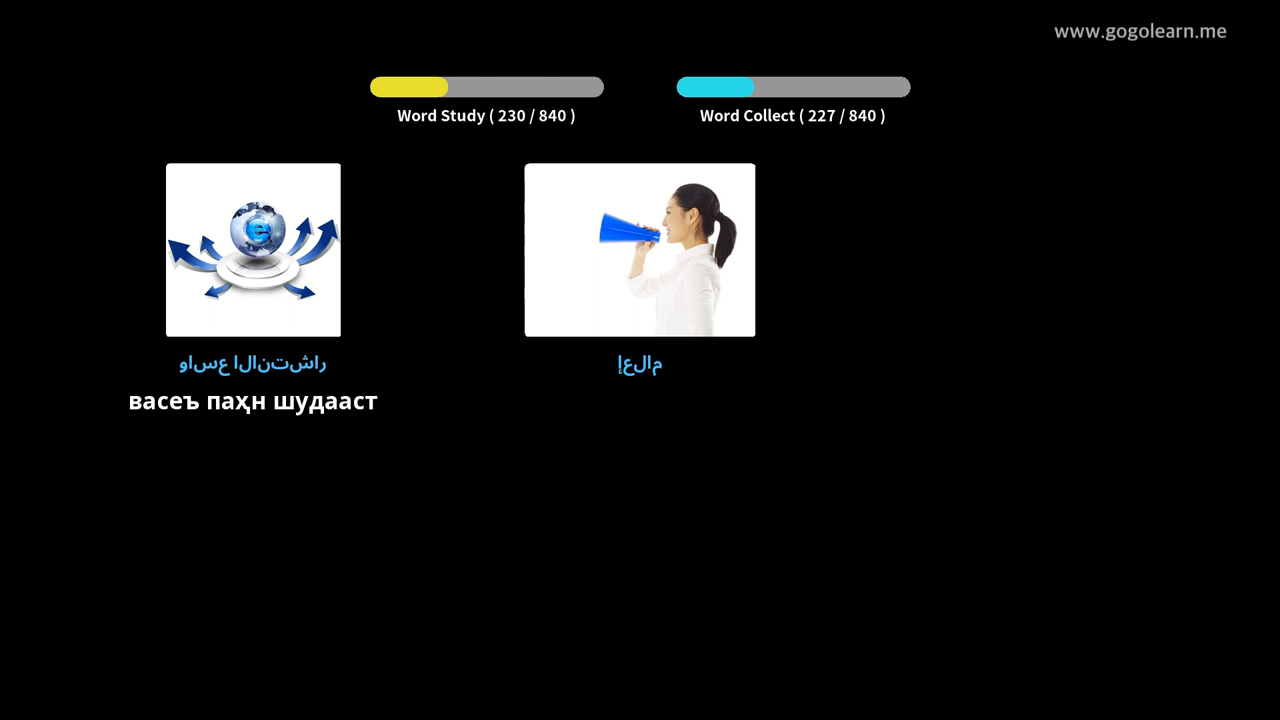 www.gogolearn.me
Word Study ( 230 / 840 )
Word Collect ( 227 / 840 )
واسع الانتشار
إعلام
васеъ паҳн шудааст